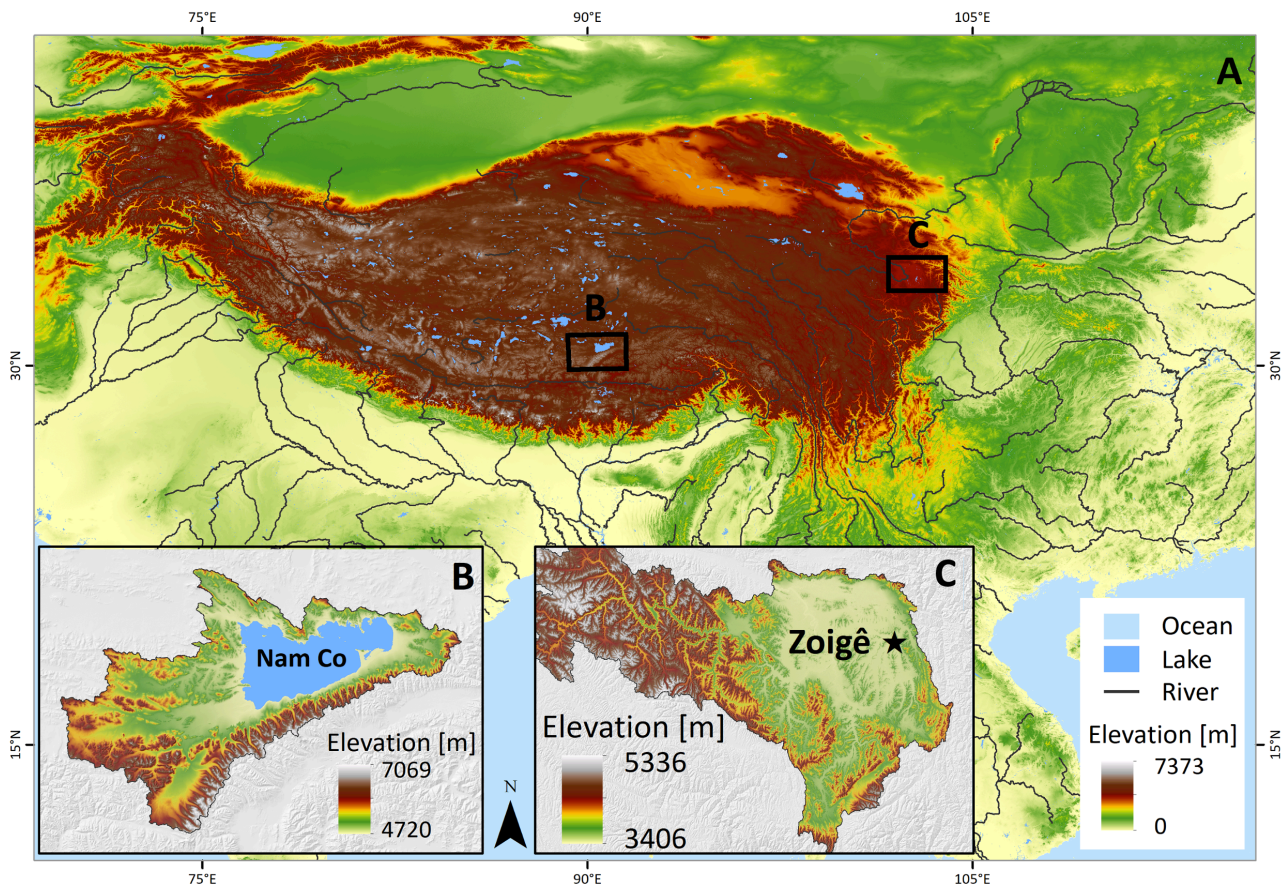 75°E
90°E
105°E
A
C
B
30°N
30°N
B
Nam Co
Elevation [m]
7069
4720
N
C
Zoigê
Elevation [m]
5336
3406
Ocean
Lake
River
Elevation [m]
7373
0
15°N
15°N
75°E
90°E
105°E